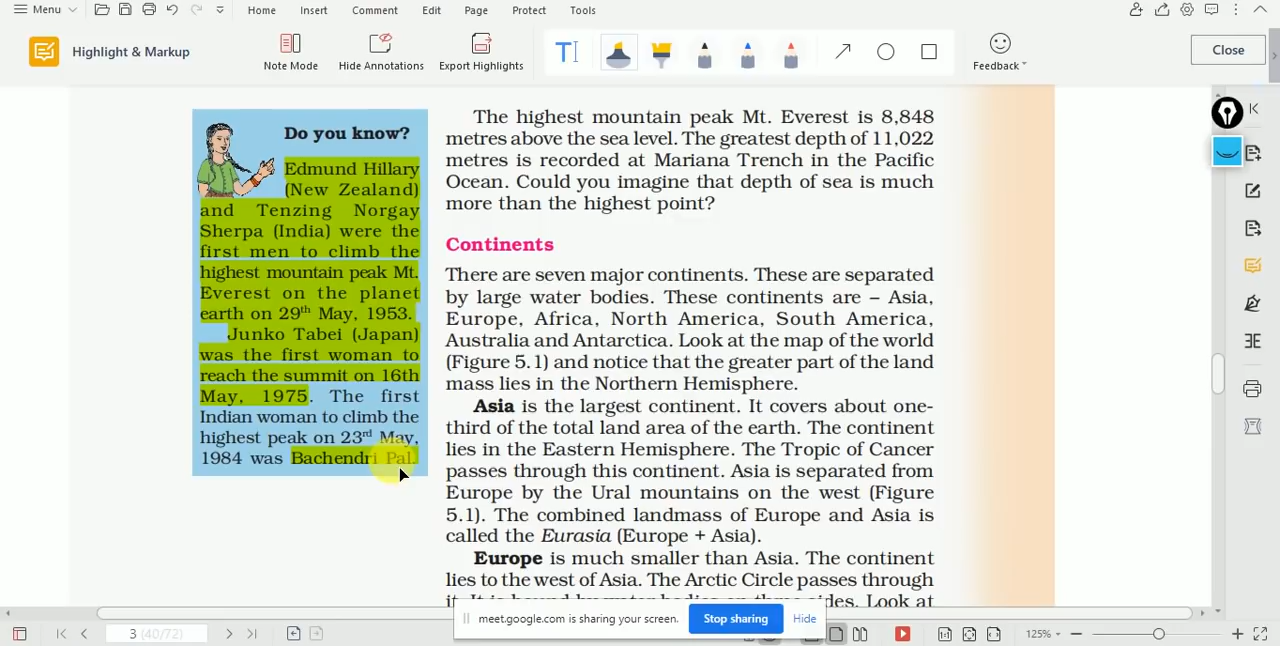 Menu
Home
Insert
Comment
Edit
Page
Protect
Tools
Highlight & Markup
Note Mode
Hide Annotations
Export Highlights
Feedback
Close
Do you know?
Edmund Hillary
(New Zealand)
and Tenzing Norgay
Sherpa (India) were the
first men to climb the
highest mountain peak Mt.
Everest on the planet
earth on 29th May, 1953.
Junko Tabei (Japan)
was the first woman to
reach the summit on 16th
May, 1975. The first
Indian woman to climb the
highest peak on 23rd May,
1984 was Bachendri Pal.
The highest mountain peak Mt. Everest is 8,848
metres above the sea level. The greatest depth of 11,022
metres is recorded at Mariana Trench in the Pacific
Ocean. Could you imagine that depth of sea is much
more than the highest point?
Continents
There are seven major continents. These are separated
by large water bodies. These continents are – Asia,
Europe, Africa, North America, South America,
Australia and Antarctica. Look at the map of the world
(Figure 5.1) and notice that the greater part of the land
mass lies in the Northern Hemisphere.
Asia is the largest continent. It covers about one-
third of the total land area of the earth. The continent
lies in the Eastern Hemisphere. The Tropic of Cancer
passes through this continent. Asia is separated from
Europe by the Ural mountains on the west (Figure
5.1). The combined landmass of Europe and Asia is
called the Eurasia (Europe + Asia).
Europe is much smaller than Asia. The continent
lies to the west of Asia. The Arctic Circle passes through
it. It is bound by water bodies on three sides. Look at
meet.google.com is sharing your screen.
Stop sharing
Hide
3 (40/72)
125%